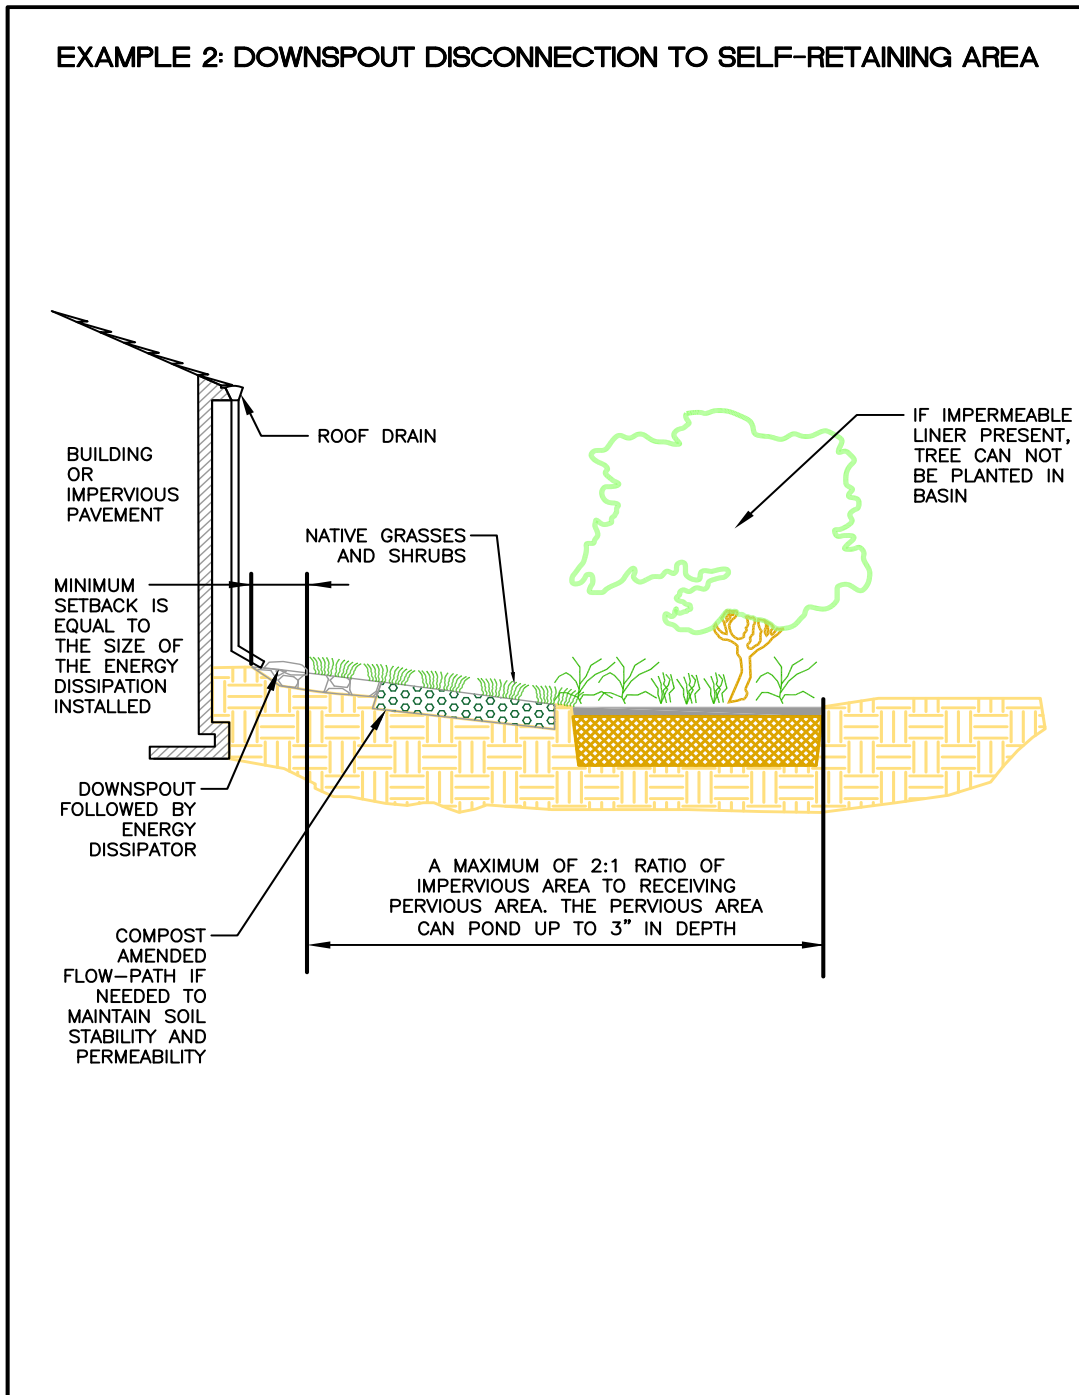 EXAMPLE 2: DOWNSPOUT DISCONNECTION TO SELF-RETAINING AREA
ROOF DRAIN
IF IMPERMEABLE
LINER PRESENT,
TREE CAN NOT
BE PLANTED IN
BASIN
BUILDING
OR
IMPERVIOUS
PAVEMENT
NATIVE GRASSES
AND SHRUBS
MINIMUM
SETBACK IS
EQUAL TO
THE SIZE OF
THE ENERGY
DISSIPATION
INSTALLED
DOWNSPOUT
FOLLOWED BY
ENERGY
DISSIPATOR
A MAXIMUM OF 2:1 RATIO OF
IMPERVIOUS AREA TO RECEIVING
PERVIOUS AREA. THE PERVIOUS AREA
CAN POND UP TO 3" IN DEPTH
COMPOST
AMENDED
FLOW-PATH IF
NEEDED TO
MAINTAIN SOIL
STABILITY AND
PERMEABILITY